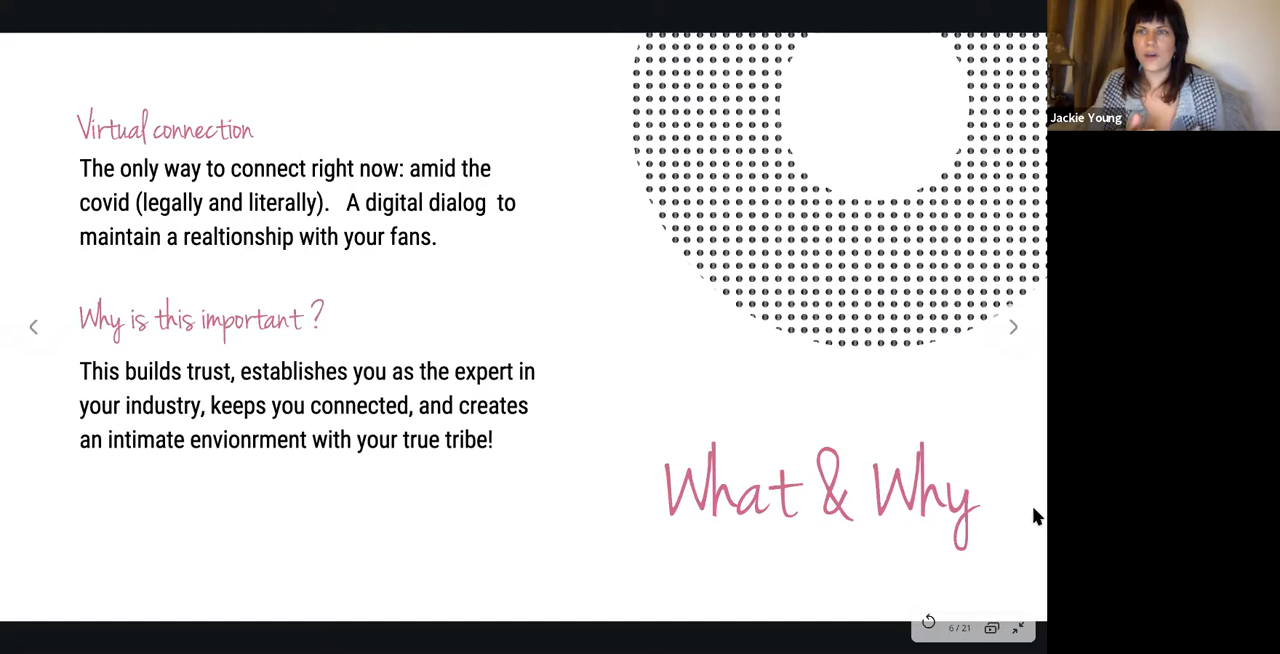 Virtual connection
The only way to connect right now: amid the
covid (legally and literally). A digital dialog to
maintain a realtionship with your fans.
Why is this important ?
This builds trust, establishes you as the expert in
your industry, keeps you connected, and creates
an intimate envionrment with your true tribe!
What & Why
6 / 21
Jackie Young